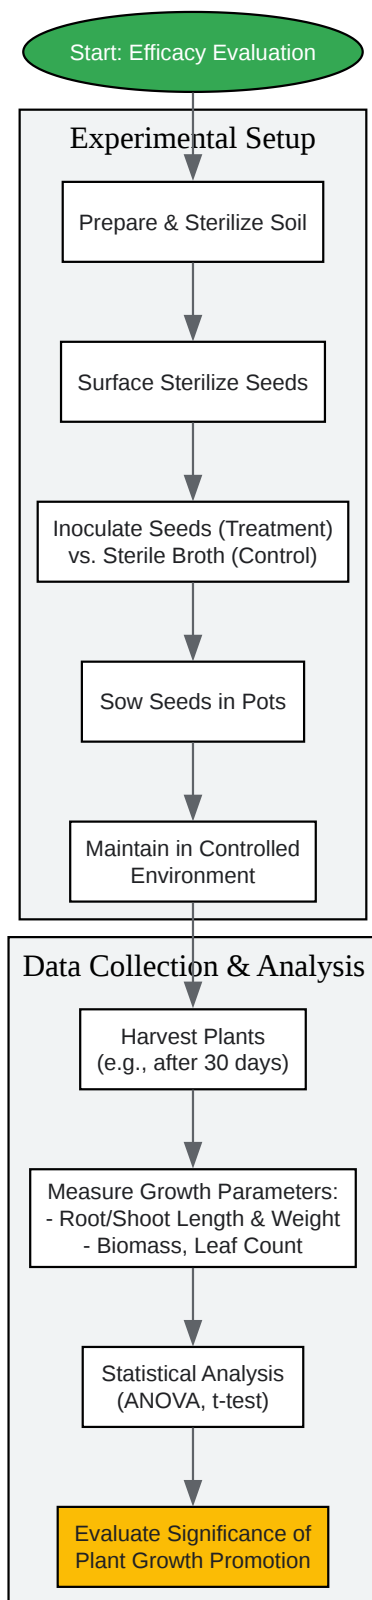 Start: Efficacy Evaluation
Experimental Setup
Prepare & Sterilize Soil
Surface Sterilize Seeds
Inoculate Seeds (Treatment)
vs. Sterile Broth (Control)
Sow Seeds in Pots
Maintain in Controlled
Environment
Data Collection & Analysis
Harvest Plants
(e.g., after 30 days)
Measure Growth Parameters:
- Root/Shoot Length & Weight
- Biomass, Leaf Count
Statistical Analysis
(ANOVA, t-test)
Evaluate Significance of
Plant Growth Promotion